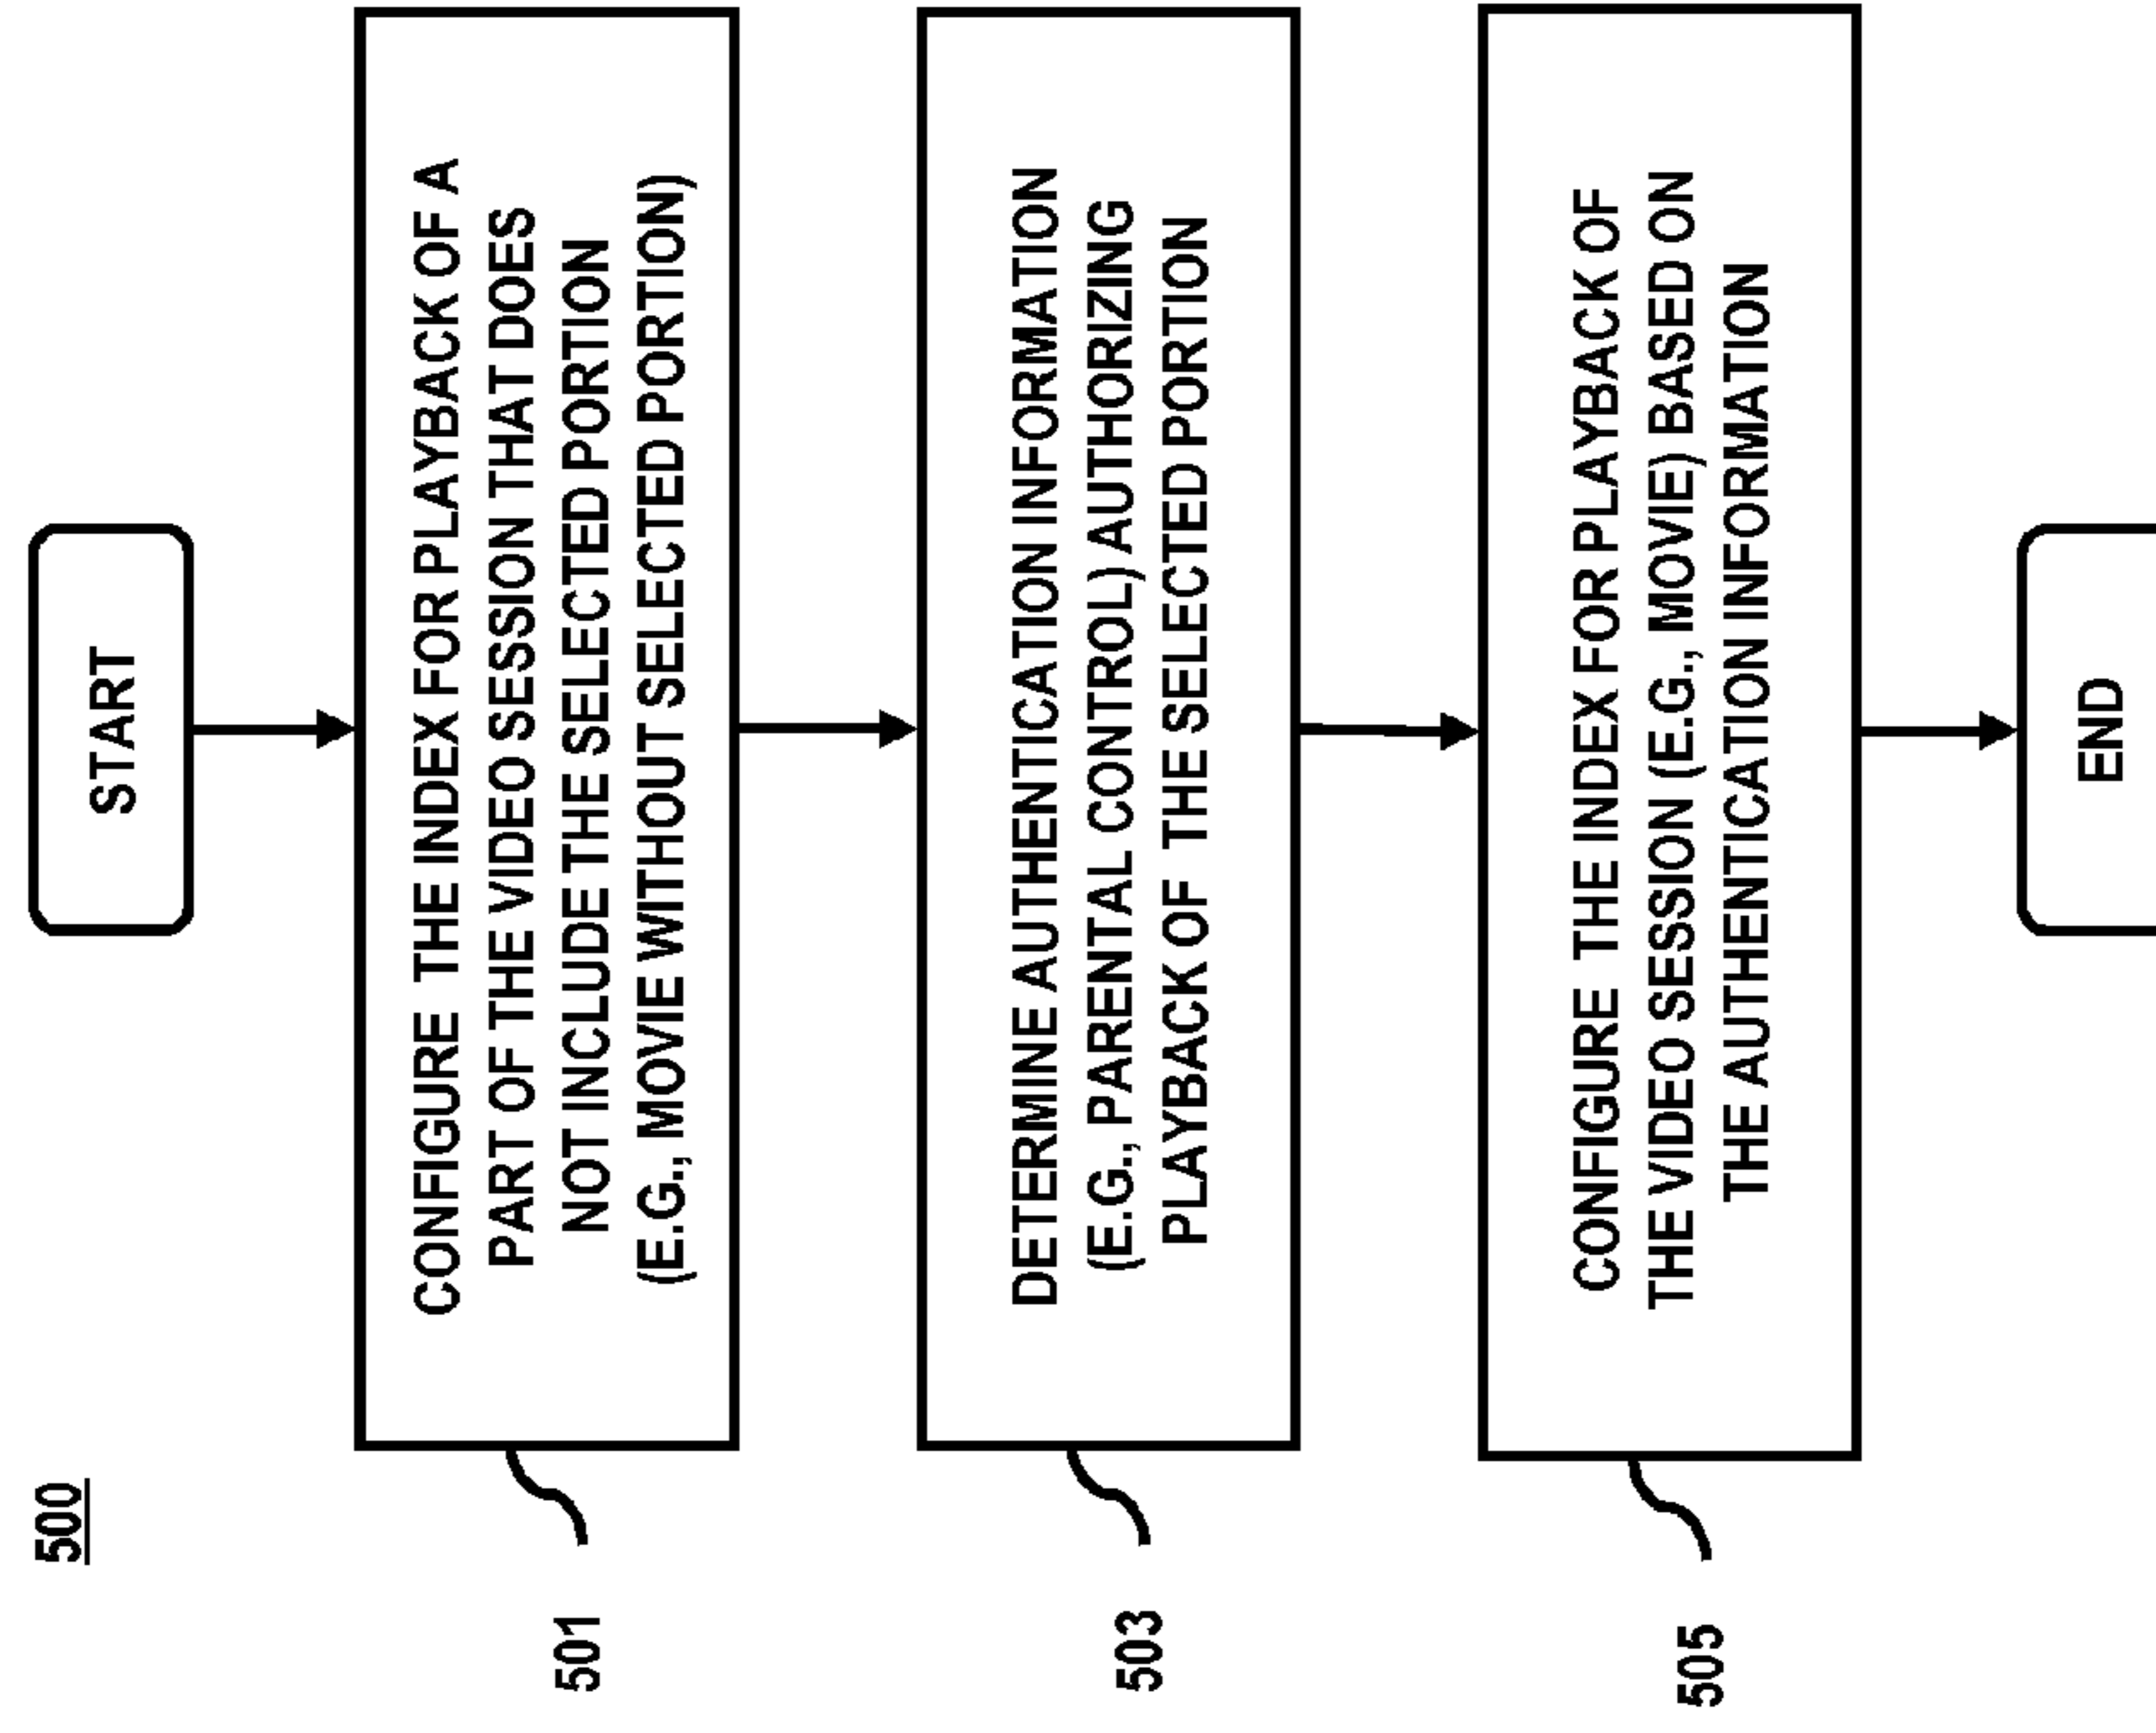 500
START
501
CONFIGURE THE INDEX FOR PLAYBACK OF A
PART OF THE VIDEO SESSION THAT DOES
NOT INCLUDE THE SELECTED PORTION
(E.G., MOVIE WITHOUT SELECTED PORTION)
503
DETERMINE AUTHENTICATION INFORMATION
(E.G., PARENTAL CONTROL) AUTHORIZING
PLAYBACK OF THE SELECTED PORTION
505
CONFIGURE THE INDEX FOR PLAYBACK OF
THE VIDEO SESSION (E.G., MOVIE) BASED ON
THE AUTHENTICATION INFORMATION
END